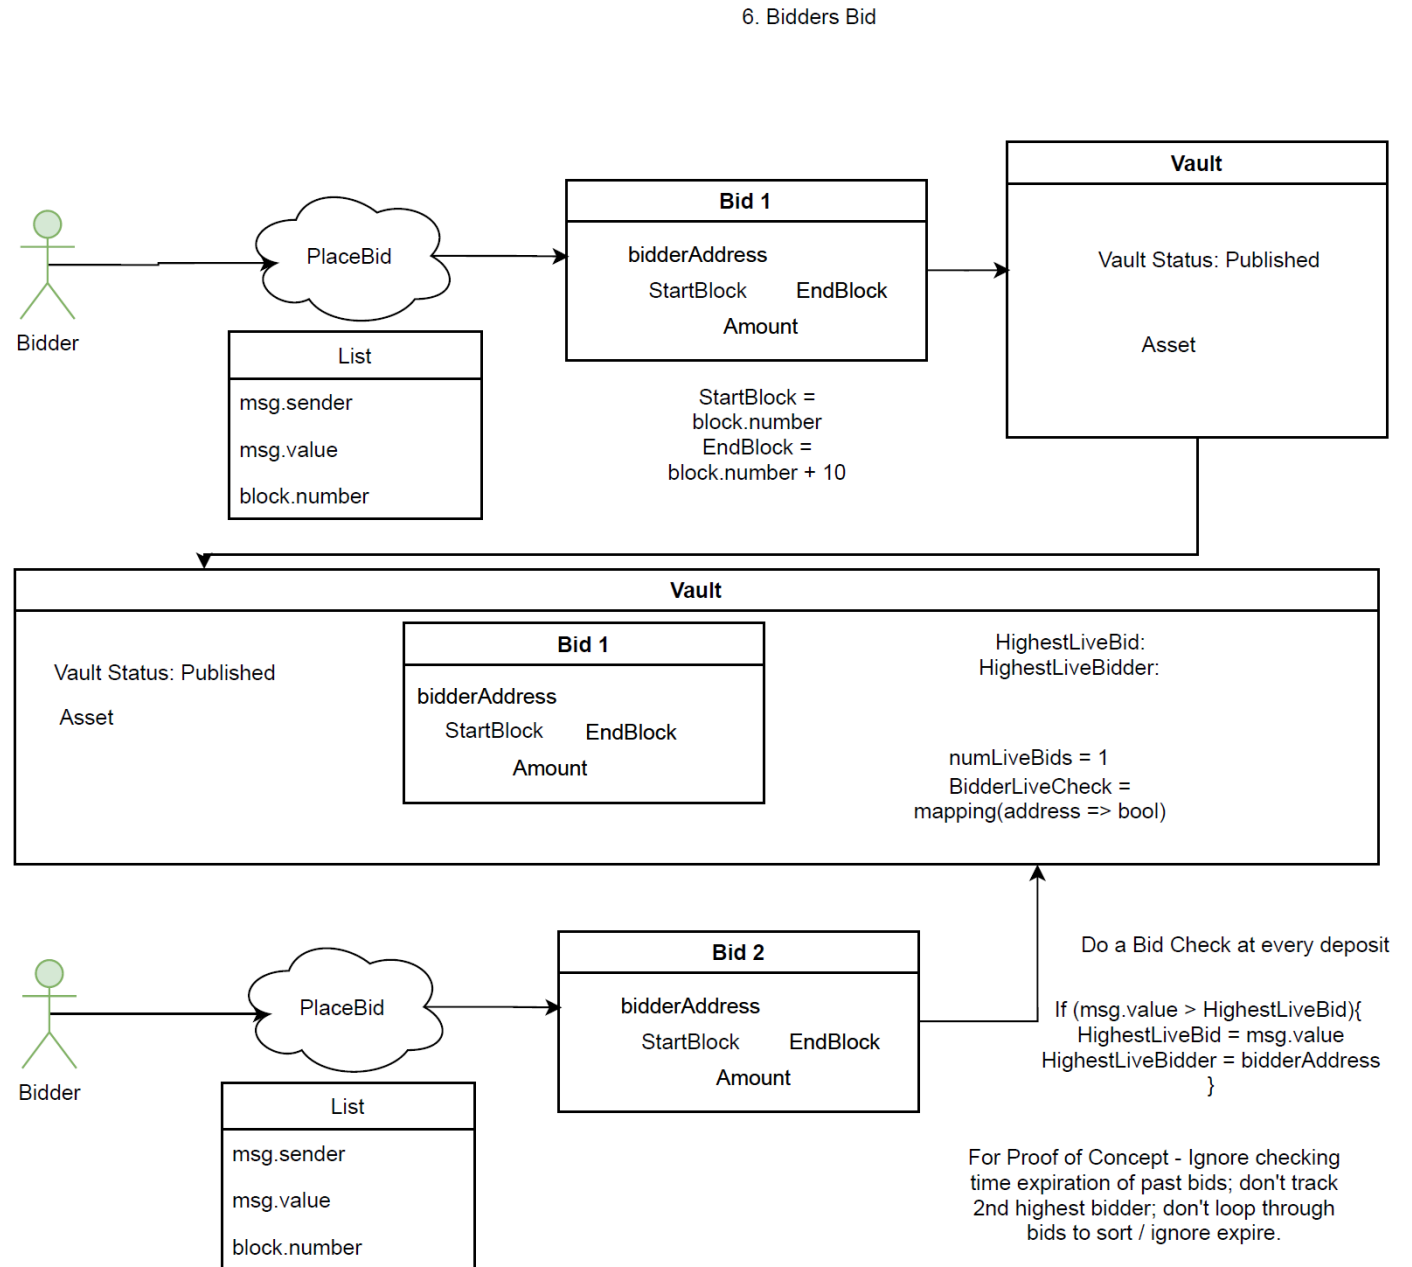 6. Bidders Bid
Bidder
PlaceBid
List
msg.sender
msg.value
block.number
Bid 1
bidderAddress
StartBlock EndBlock
Amount
StartBlock =
block.number
EndBlock =
block.number + 10
Vault
Vault Status: Published
Asset
Vault
Vault Status: Published
Asset
Bid 1
bidderAddress
StartBlock EndBlock
Amount
HighestLiveBid:
HighestLiveBidder:
numLiveBids = 1
BidderLiveCheck =
mapping(address => bool)
Bidder
PlaceBid
List
msg.sender
msg.value
block.number
Bid 2
bidderAddress
StartBlock EndBlock
Amount
Do a Bid Check at every deposit
If (msg.value > HighestLiveBid){
HighestLiveBid = msg.value
HighestLiveBidder = bidderAddress
}
For Proof of Concept - Ignore checking
time expiration of past bids; don't track
2nd highest bidder; don't loop through
bids to sort / ignore expire.